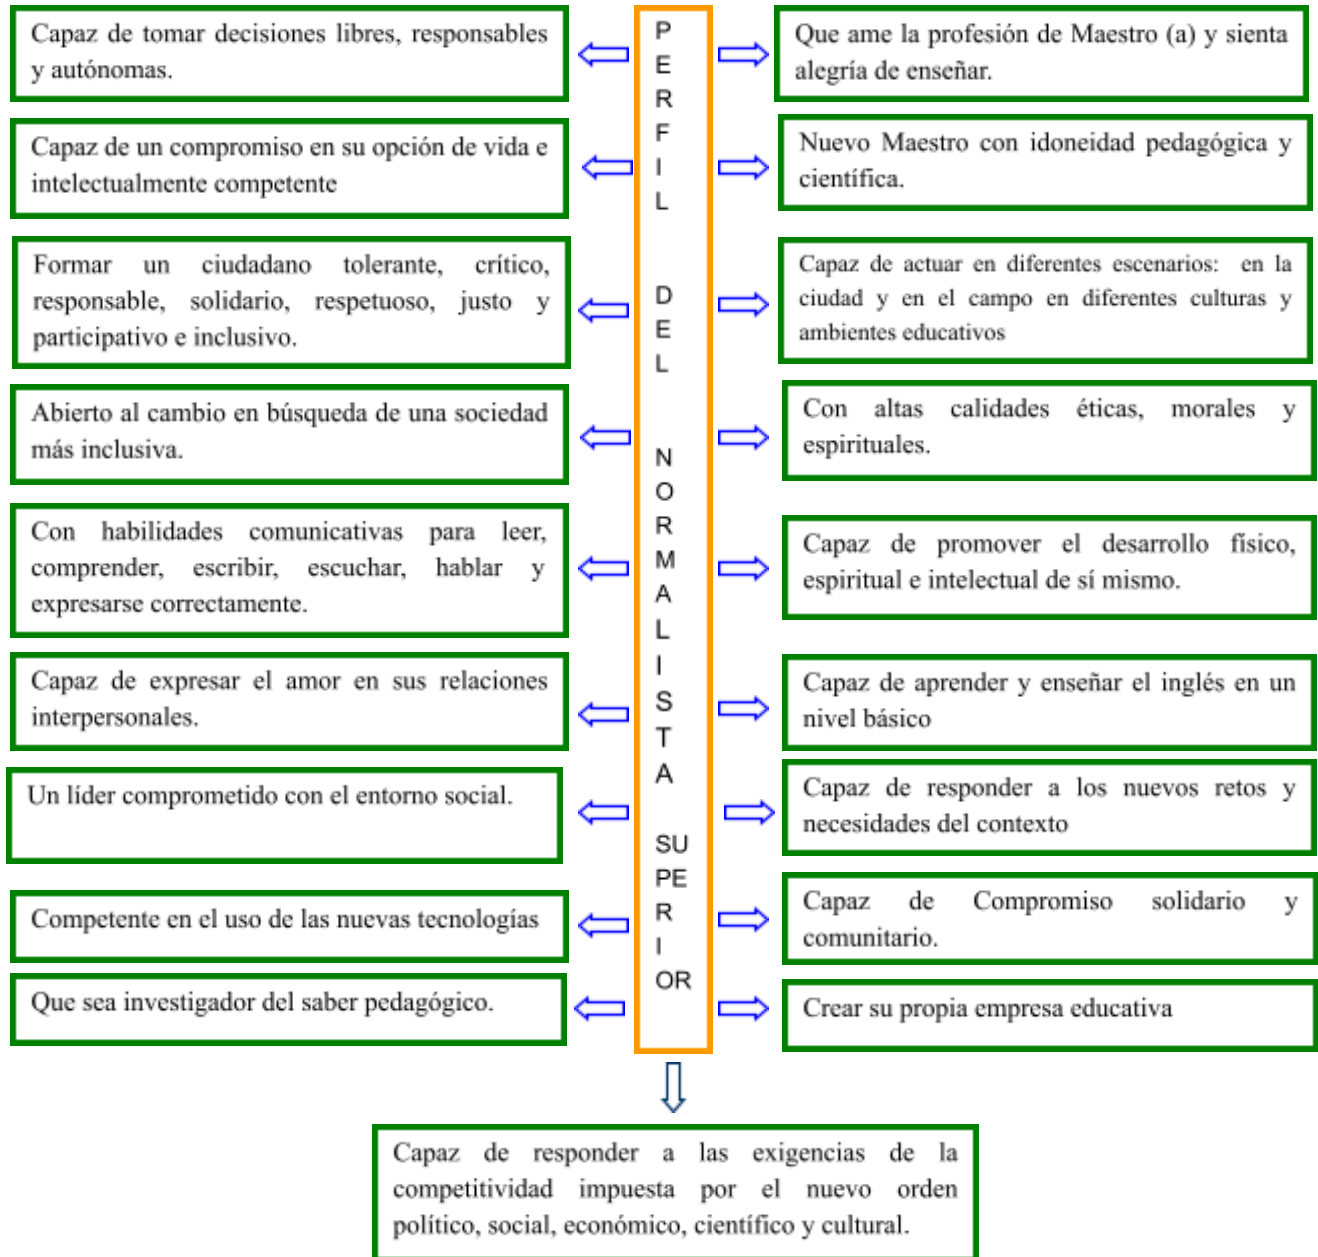 Capaz de tomar decisiones libres, responsables
y autónomas.
Capaz de un compromiso en su opción de vida e
intelectualmente competente
Formar un ciudadano tolerante, crítico,
responsable, solidario, respetuoso, justo y
participativo e inclusivo.
Abierto al cambio en búsqueda de una sociedad
más inclusiva.
Con habilidades comunicativas para leer,
comprender, escribir, escuchar, hablar y
expresarse correctamente.
Capaz de expresar el amor en sus relaciones
interpersonales.
Un líder comprometido con el entorno social.
Competente en el uso de las nuevas tecnologías
Que sea investigador del saber pedagógico.
P
E
R
F
I
L
D
E
L
N
O
R
M
A
L
I
S
T
A
SU
PE
R
I
OR
Que ame la profesión de Maestro (a) y sienta
alegría de enseñar.
Nuevo Maestro con idoneidad pedagógica y
científica.
Capaz de actuar en diferentes escenarios: en la
ciudad y en el campo en diferentes culturas y
ambientes educativos
Con altas calidades éticas, morales y
espirituales.
Capaz de promover el desarrollo físico,
espiritual e intelectual de sí mismo.
Capaz de aprender y enseñar el inglés en un
nivel básico
Capaz de responder a los nuevos retos y
necesidades del contexto
Capaz de Compromiso solidario y
comunitario.
Crear su propia empresa educativa
Capaz de responder a las exigencias de la
competitividad impuesta por el nuevo orden
político, social, económico, científico y cultural.